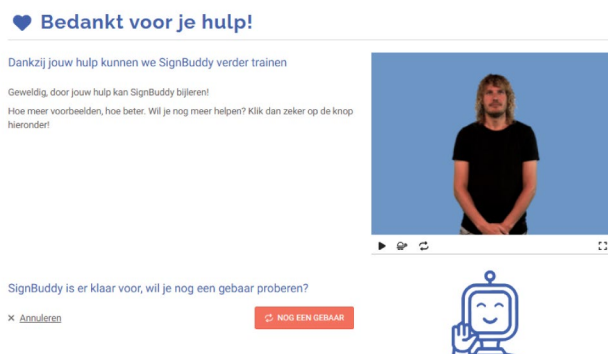 Bedankt voor je hulp!
Dankzij jouw hulp kunnen we SignBuddy verder trainen
Geweldig, door jouw hulp kan SignBuddy bijleren!
Hoe meer voorbeelden, hoe beter. Wil je nog meer helpen? Klik dan zeker op de knop
hieronder!
SignBuddy is er klaar voor, wil je nog een gebaar proberen?
Annuleren
NOG EEN GEBAAR